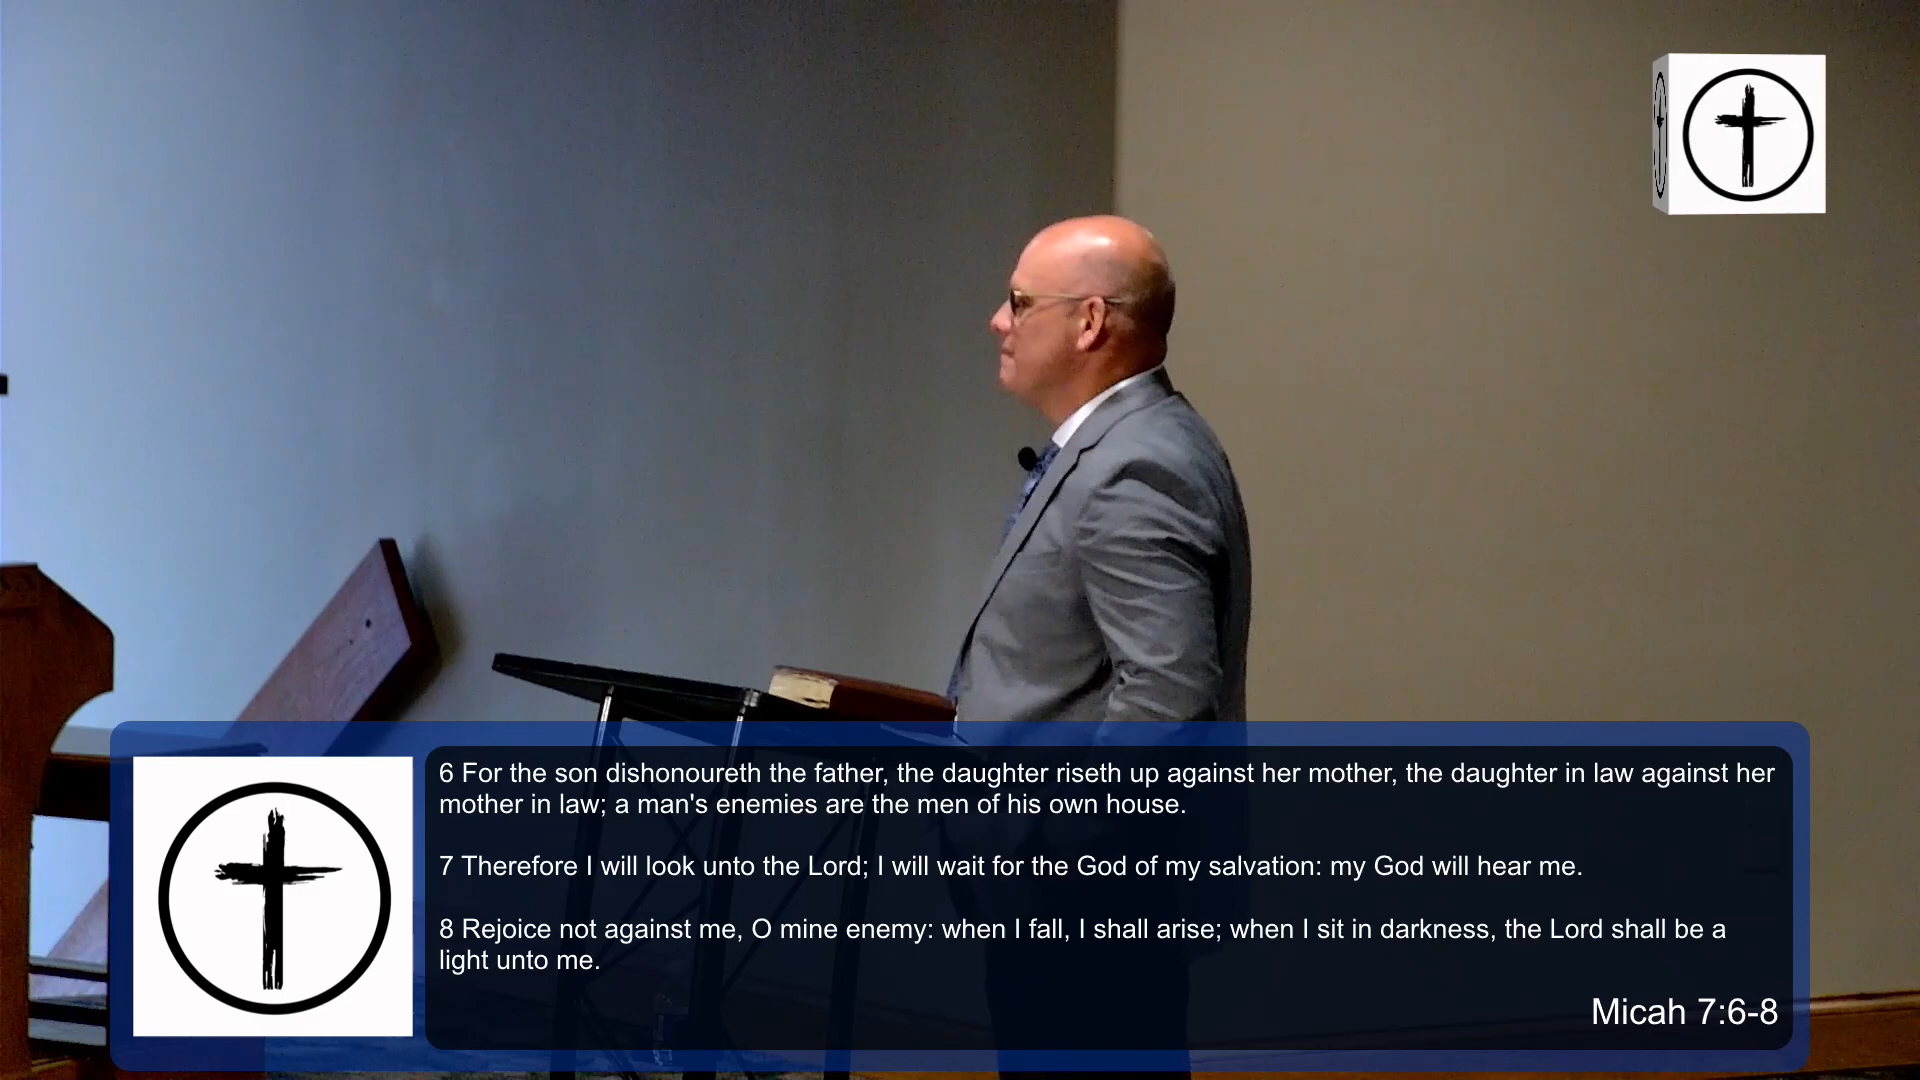 6 For the son dishonoureth the father, the daughter riseth up against her mother, the daughter in law against her
mother in law; a man's enemies are the men of his own house.
7 Therefore I will look unto the Lord; I will wait for the God of my salvation: my God will hear me.
8 Rejoice not against me, O mine enemy: when I fall, I shall arise; when I sit in darkness, the Lord shall be a
light unto me.
Micah 7:6-8